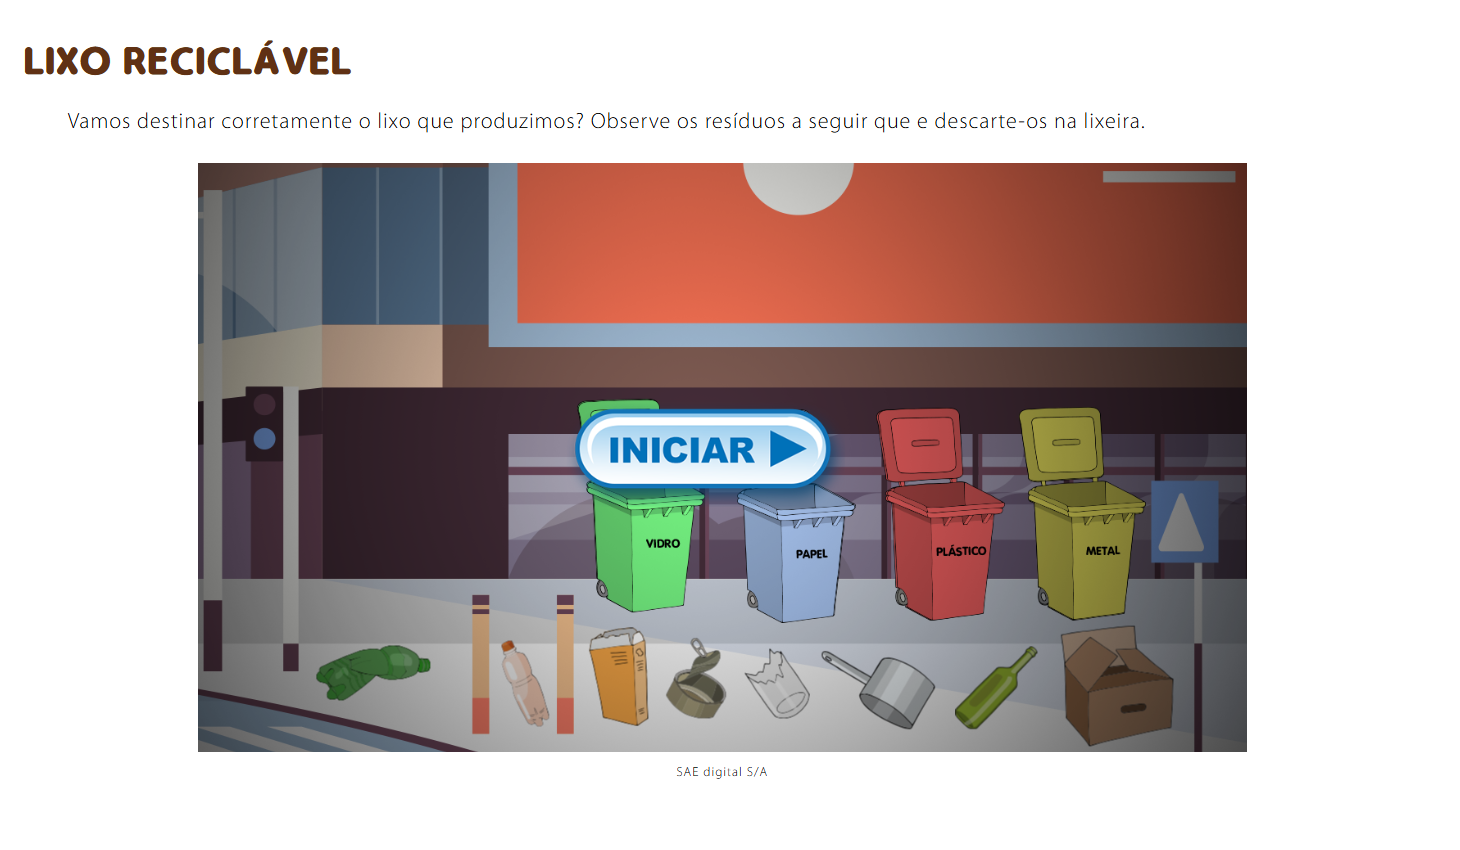 LIXO RECICLÁVEL
Vamos destinar corretamente o lixo que produzimos? Observe os resíduos a seguir que e descarte-os na lixeira.
INICIAR
VIDRO
PAPEL
PLÁSTICO
METAL
SAE digital S/A